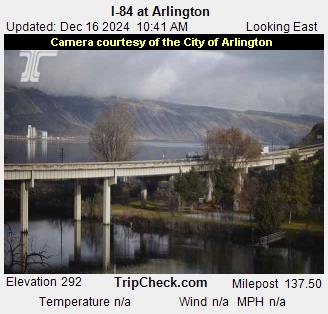 I-84 at Arlington
Updated: Dec 16 2024 10:41 AM Looking East
Camera courtesy of the City of Arlington
Elevation 292 TripCheck.com Milepost 137.50
Temperature n/a Wind n/a MPH n/a